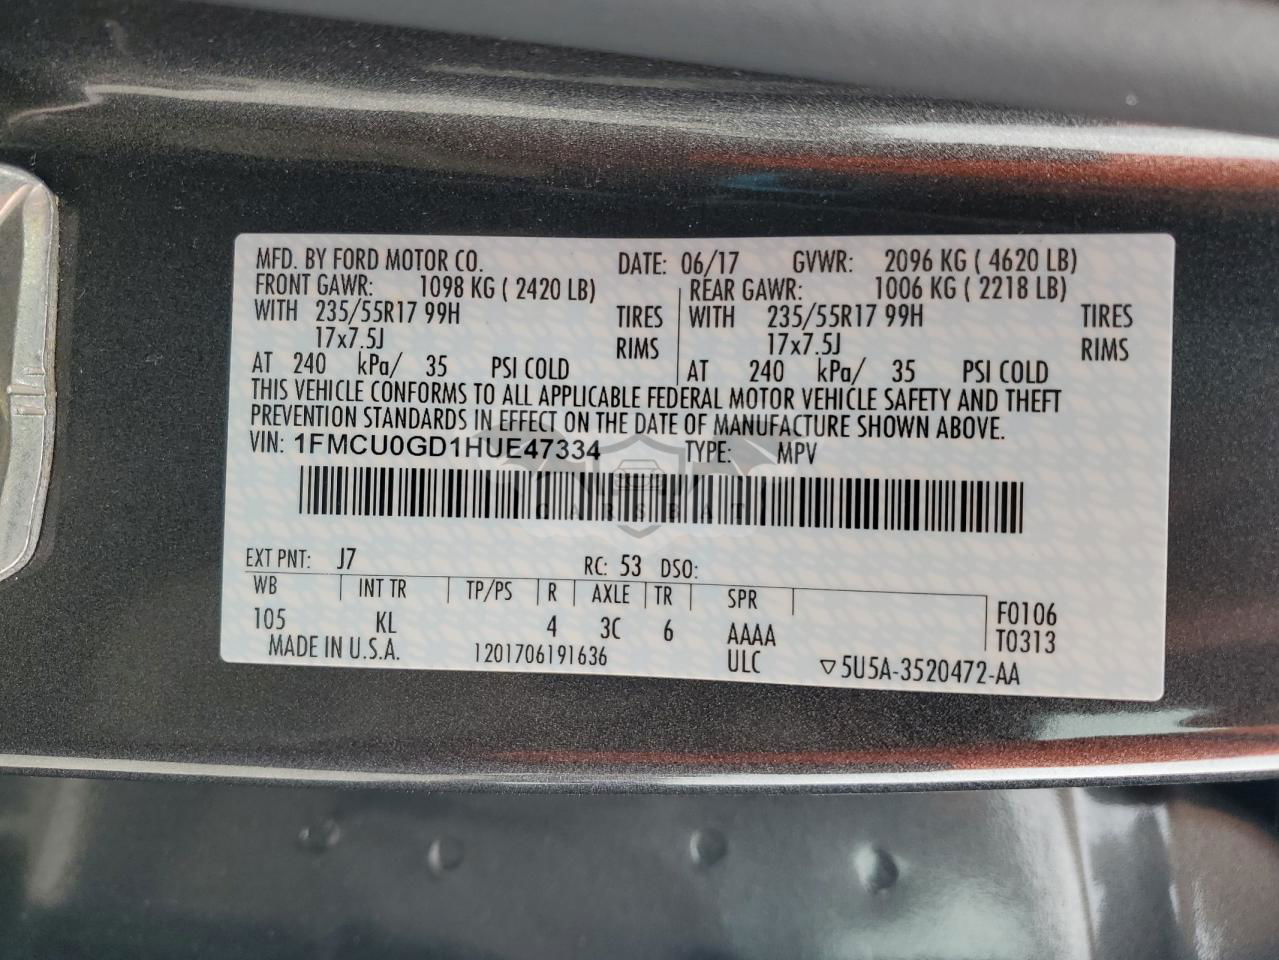 MFD. BY FORD MOTOR CO. DATE: 06/17 GVWR: 2096 KG ( 4620 LB)
FRONT GAWR: 1098 KG ( 2420 LB) REAR GAWR: 1006 KG ( 2218 LB)
WITH 235/55R17 99H TIRES WITH 235/55R17 99H TIRES
17x7.5J RIMS 17x7.5J RIMS
AT 240 kPa/ 35 PSI COLD AT 240 kPa/ 35 PSI COLD
THIS VEHICLE CONFORMS TO ALL APPLICABLE FEDERAL MOTOR VEHICLE SAFETY AND THEFT
PREVENTION STANDARDS IN EFFECT ON THE DATE OF MANUFACTURE SHOWN ABOVE.
VIN: 1FMCU0GD1HUE47334 TYPE: MPV
CARSBAT
EXT PNT: J7 RC: 53 DSO:
WB INT TR TP/PS R AXLE TR SPR
105 KL 4 3C 6 AAAA F0106
T0313
MADE IN U.S.A. 1201706191636 ULC ▽5U5A-3520472-AA